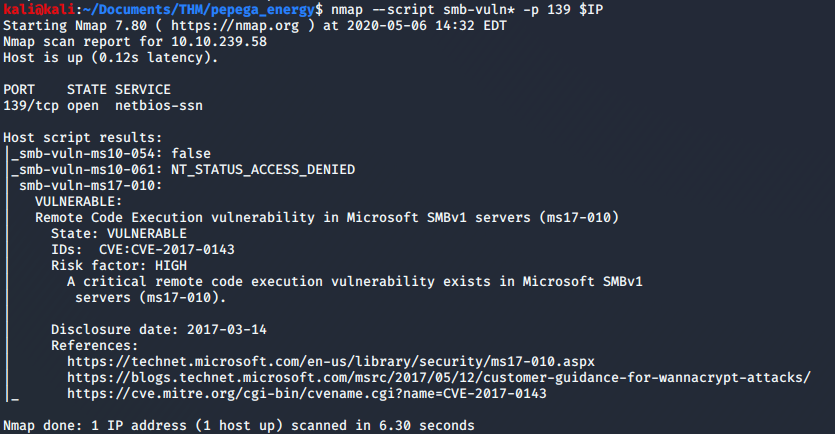 kali@kali:~/Documents/THM/pepega_energy$ nmap --script smb-vuln* -p 139 $IP
Starting Nmap 7.80 ( https://nmap.org ) at 2020-05-06 14:32 EDT
Nmap scan report for 10.10.239.58
Host is up (0.12s latency).

PORT    STATE SERVICE
139/tcp open  netbios-ssn

Host script results:
|_smb-vuln-ms10-054: false
|_smb-vuln-ms10-061: NT_STATUS_ACCESS_DENIED
| smb-vuln-ms17-010:
|   VULNERABLE:
|   Remote Code Execution vulnerability in Microsoft SMBv1 servers (ms17-010)
|     State: VULNERABLE
|     IDs:  CVE:CVE-2017-0143
|     Risk factor: HIGH
|       A critical remote code execution vulnerability exists in Microsoft SMBv1
|        servers (ms17-010).
|
|     Disclosure date: 2017-03-14
|     References:
|       https://technet.microsoft.com/en-us/library/security/ms17-010.aspx
|       https://blogs.technet.microsoft.com/msrc/2017/05/12/customer-guidance-for-wannacrypt-attacks/
|_      https://cve.mitre.org/cgi-bin/cvename.cgi?name=CVE-2017-0143

Nmap done: 1 IP address (1 host up) scanned in 6.30 seconds